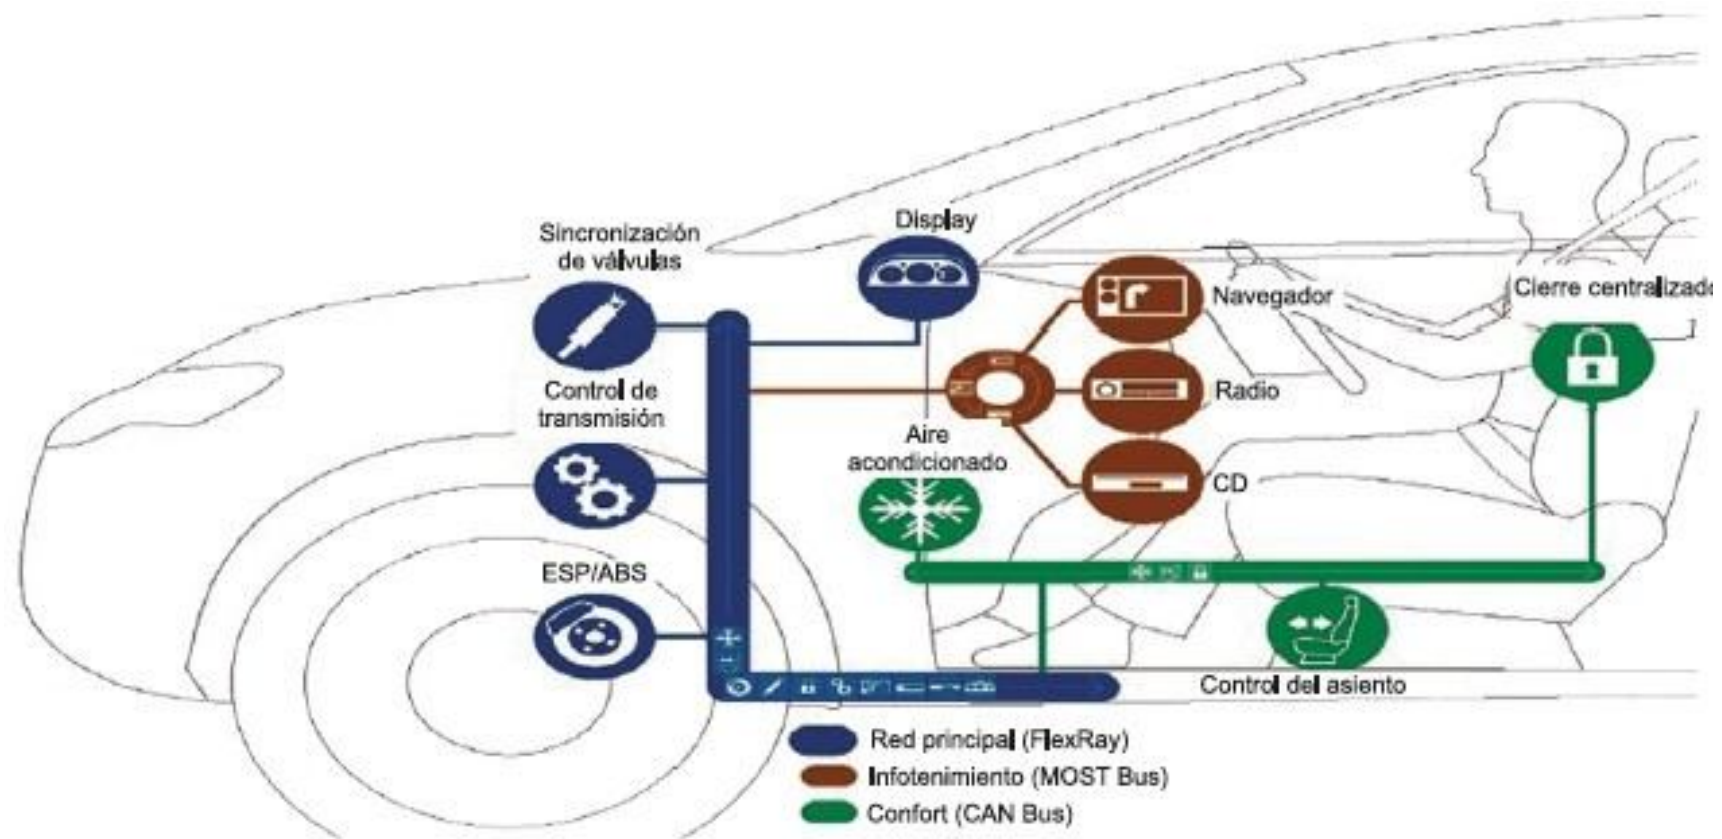 Display
Sincronización
de válvulas
Navegador
Cierre centralizado
Control de
transmisión
Radio
Aire
acondicionado
CD
ESP/ABS
Control del asiento
Red principal (FlexRay)
Infotenimiento (MOST Bus)
Confort (CAN Bus)